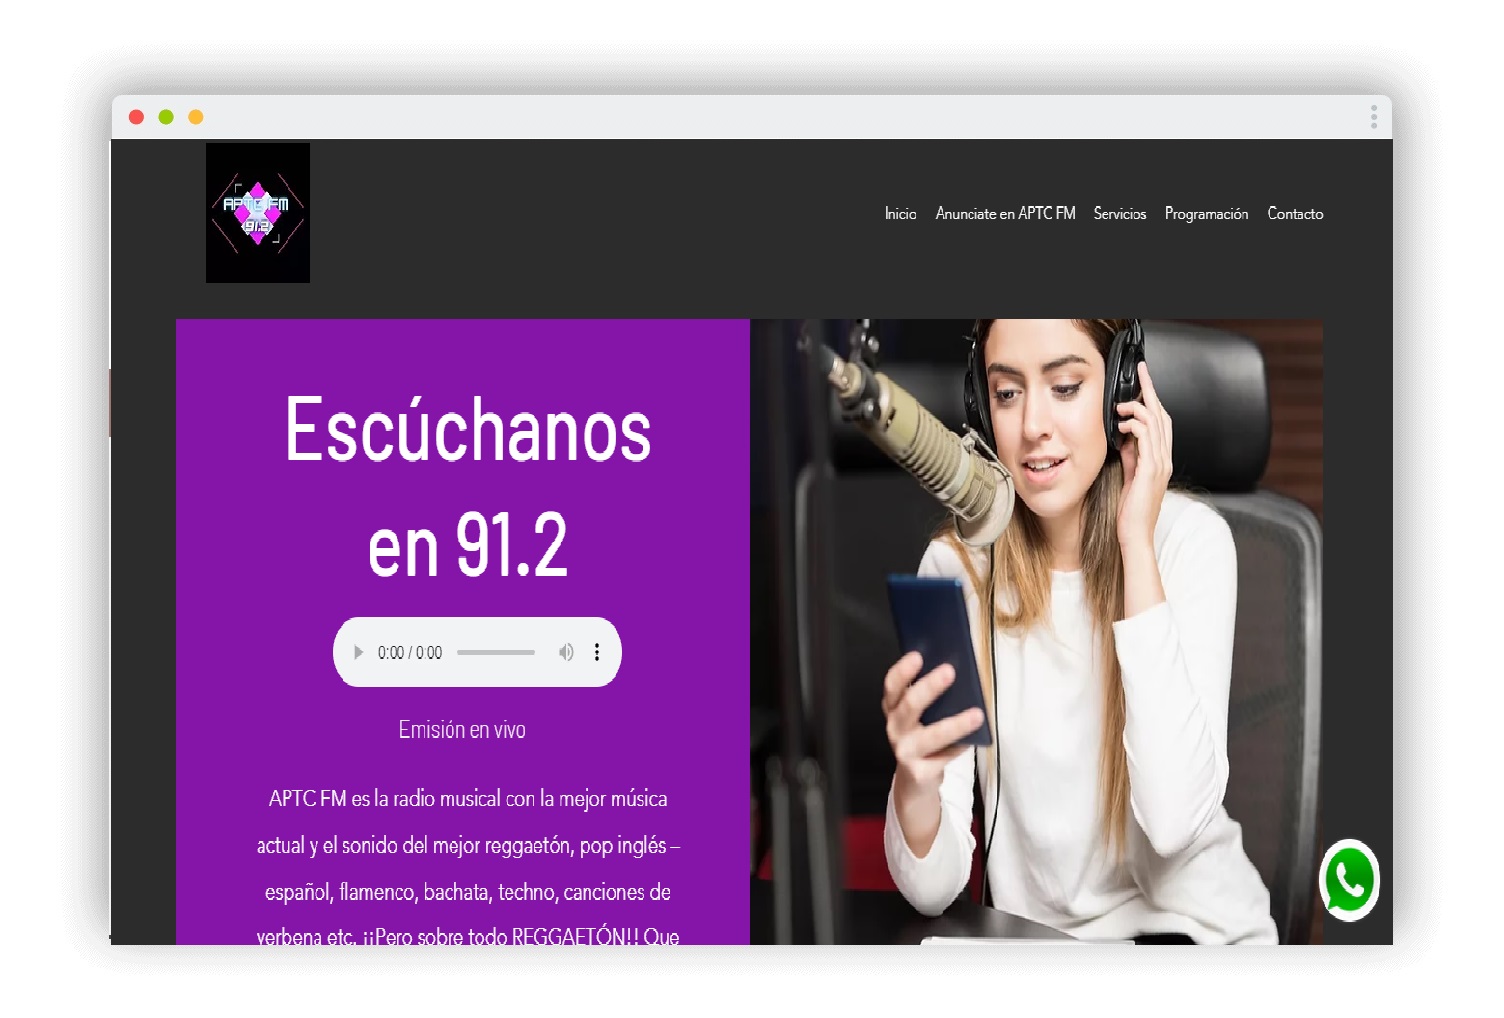 APTC FM
91.2
Inicio Anunciate en APTC FM Servicios Programación Contacto
Escúchanos
en 91.2
0:00 / 0:00
Emisión en vivo
APTC FM es la radio musical con la mejor música
actual y el sonido del mejor reggaetón, pop inglés –
español, flamenco, bachata, techno, canciones de
verbena etc. ¡¡Pero sobre todo REGGAETÓN!! Que